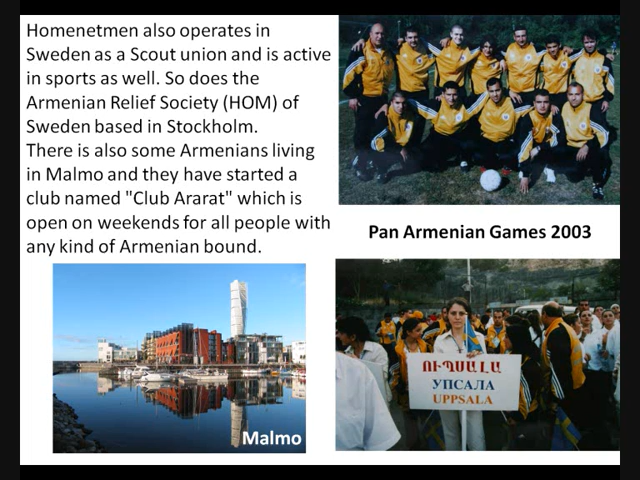 Homenetmen also operates in
Sweden as a Scout union and is active
in sports as well. So does the
Armenian Relief Society (HOM) of
Sweden based in Stockholm.
There is also some Armenians living
in Malmo and they have started a
club named "Club Ararat" which is
open on weekends for all people with
any kind of Armenian bound.
Pan Armenian Games 2003
Malmo
ՈՒՊՍԱԼԱ
УПСАЛА
UPPSALA